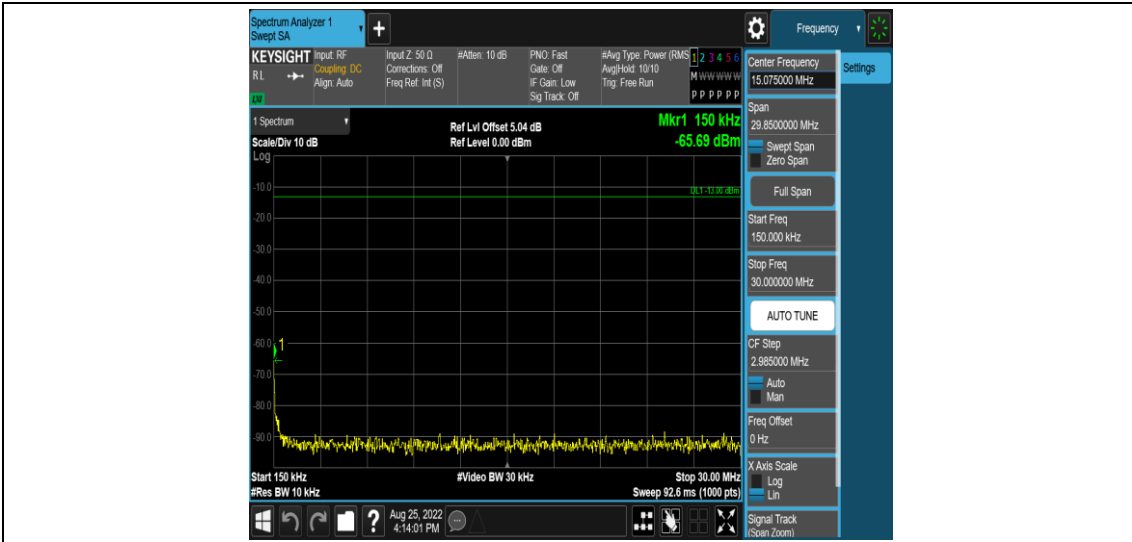 Spectrum Analyzer 1
Swept SA
+
Frequency
KEYSIGHT
RL
Input: RF
Coupling: DC
Align: Auto
Input Z: 50 Ω
Corrections: Off
Freq Ref: Int (S)
#Atten: 10 dB
PNO: Fast
Gate: Off
IF Gain: Low
Sig Track: Off
#Avg Type: Power (RMS
Avg|Hold: 10/10
Trig: Free Run
1 2 3 4 5 6
M W W W W W
P P P P P P
1 Spectrum
Scale/Div 10 dB
Log
Ref Lvl Offset 5.04 dB
Ref Level 0.00 dBm
Mkr1 150 kHz
-65.69 dBm
DL1 -13.00 dBm
-10.0
-20.0
-30.0
-40.0
-50.0
-60.0
1
-70.0
-80.0
-90.0
Start 150 kHz
#Res BW 10 kHz
#Video BW 30 kHz
Stop 30.00 MHz
Sweep 92.6 ms (1000 pts)
Center Frequency
15.075000 MHz
Settings
Span
29.8500000 MHz
Swept Span
Zero Span
Full Span
Start Freq
150.000 kHz
Stop Freq
30.000000 MHz
AUTO TUNE
CF Step
2.985000 MHz
Auto
Man
Freq Offset
0 Hz
X Axis Scale
Log
Lin
Signal Track
(Span Zoom)
?
Aug 25, 2022
4:14:01 PM